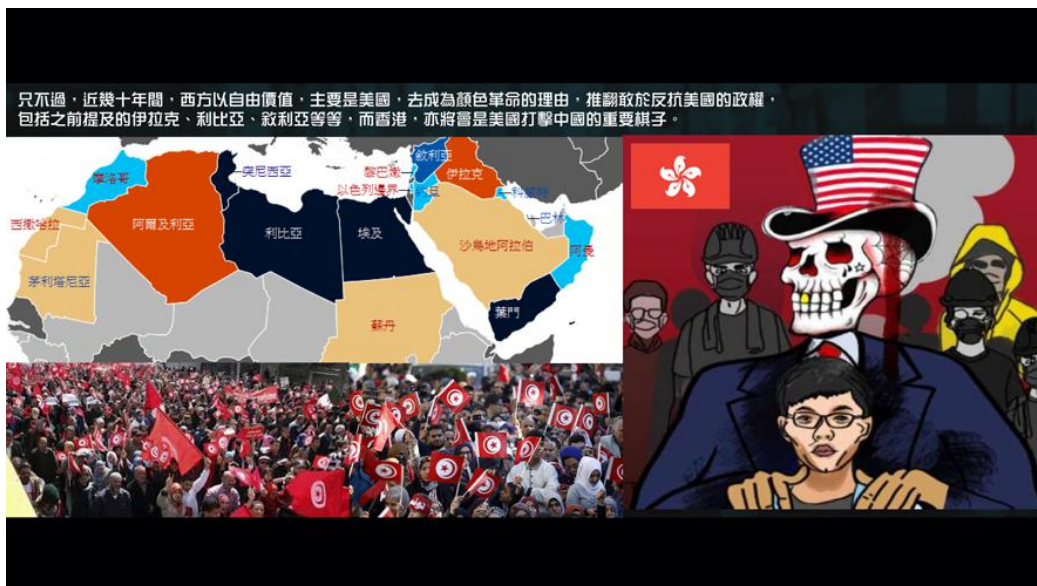 只不過，近幾十年間，西方以自由價值，主要是美國，去成為顏色革命的理由，推翻敢於反抗美國的政權，
包括之前提及的伊拉克、利比亞、敘利亞等等，而香港，亦將會是美國打擊中國的重要棋子。
摩洛哥
突尼西亞
敘利亞
黎巴嫩
伊拉克
以色列邊界
約旦
科威特
西撒哈拉
巴林
阿爾及利亞
利比亞
埃及
沙烏地阿拉伯
阿曼
茅利塔尼亞
蘇丹
葉門